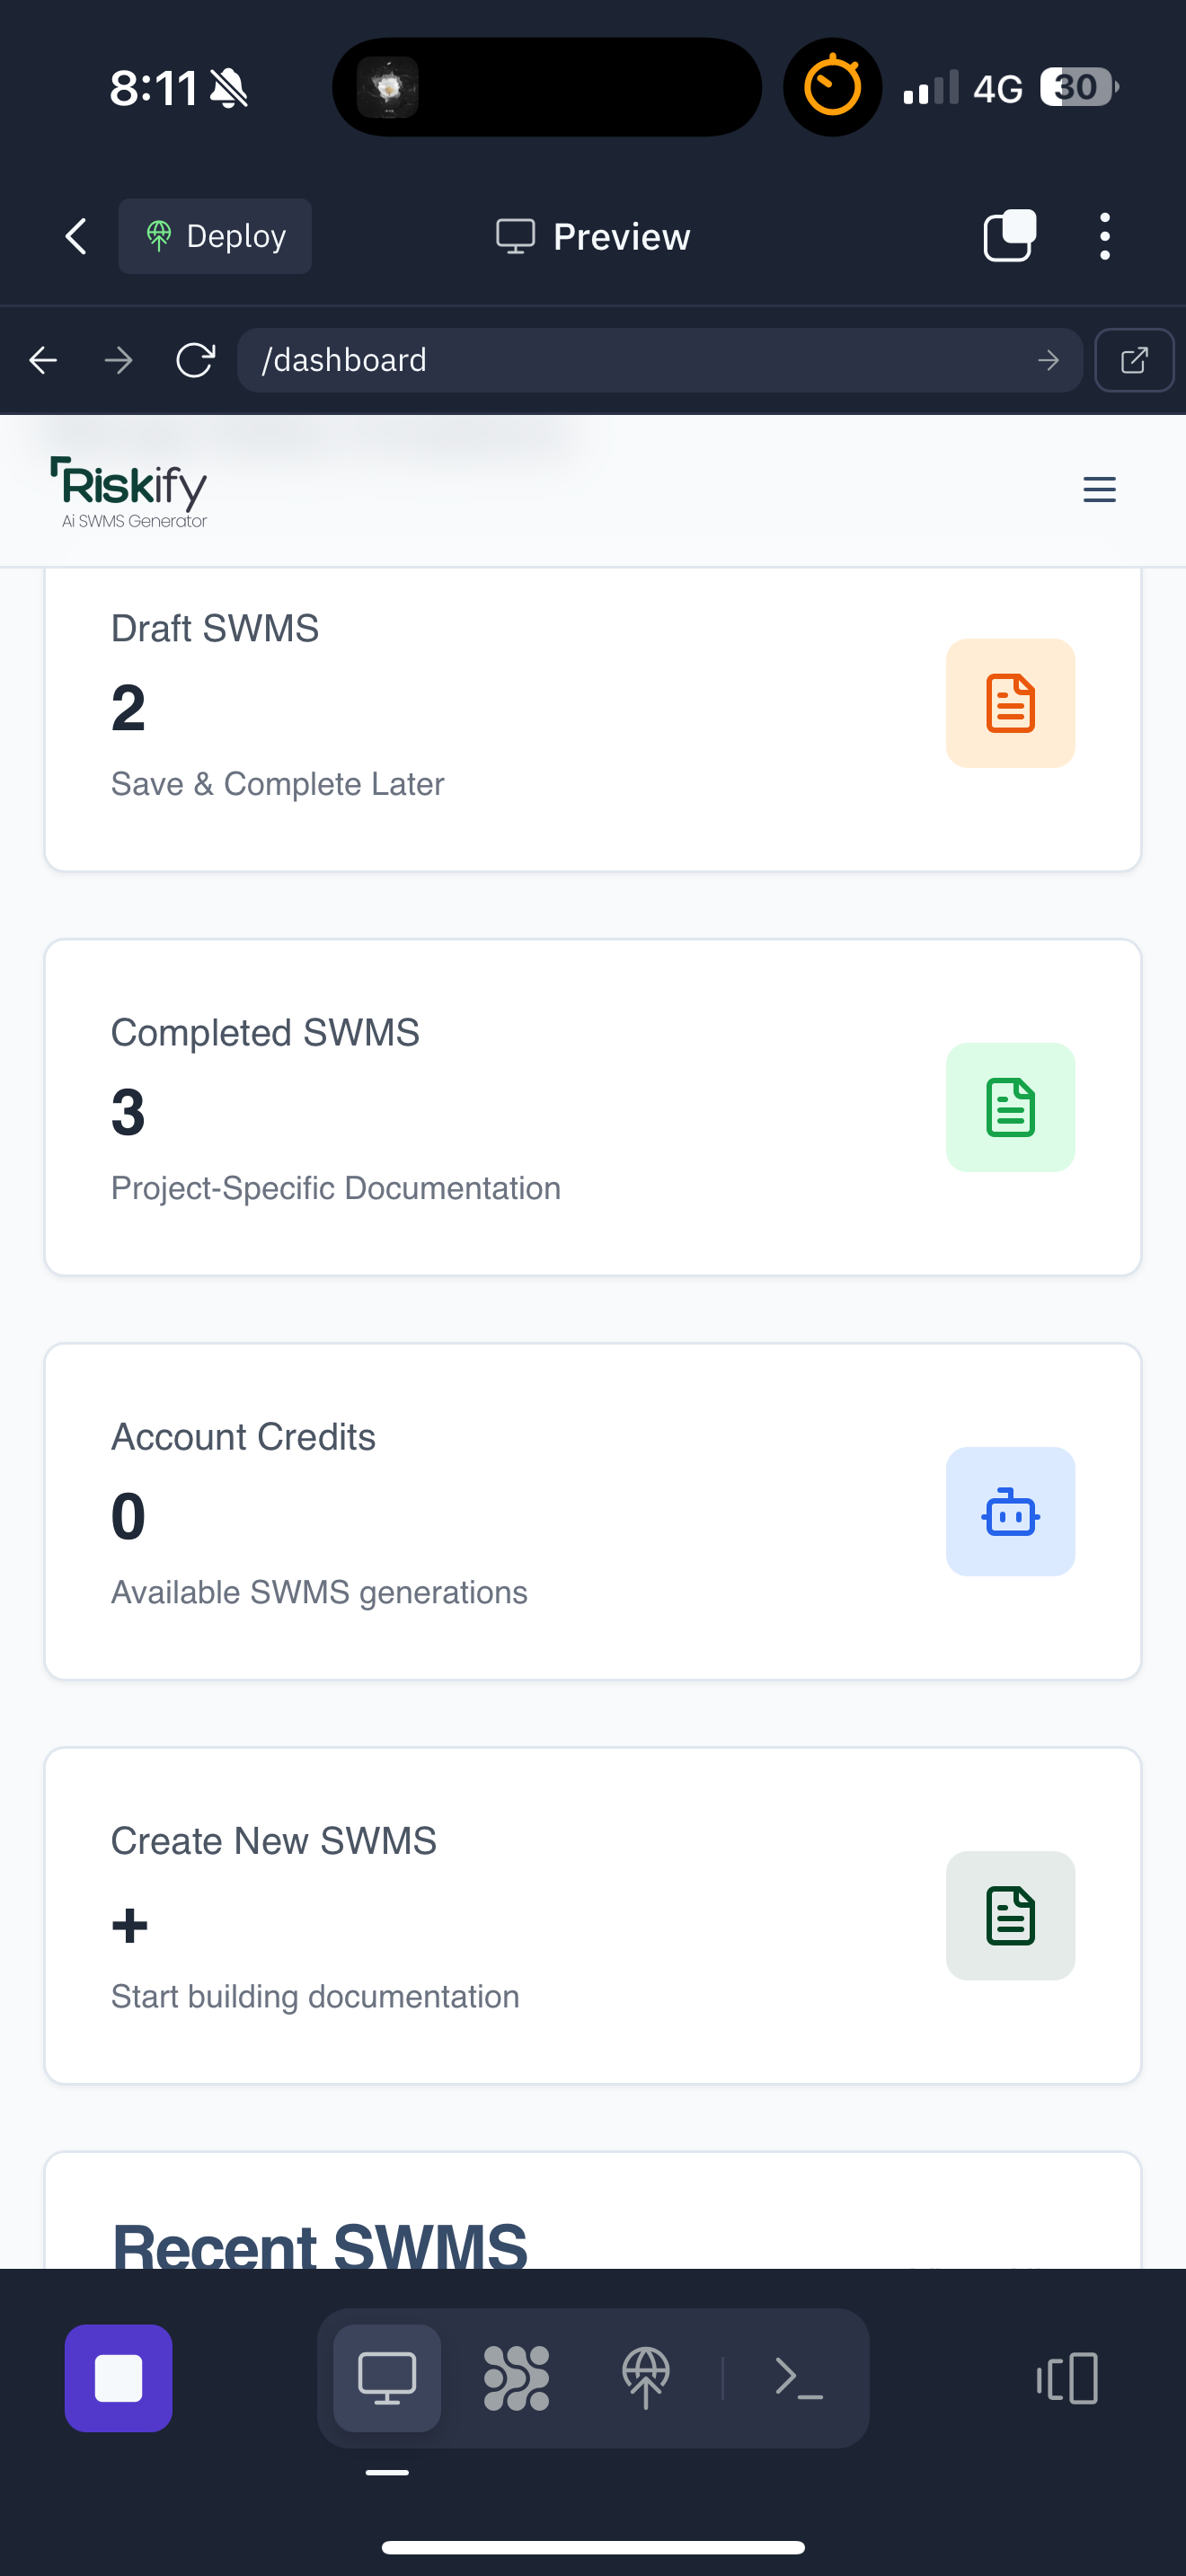 8:11 4G 30
Deploy Preview
/dashboard
Riskify
Ai SWMS Generator
Draft SWMS
2
Save & Complete Later
Completed SWMS
3
Project-Specific Documentation
Account Credits
0
Available SWMS generations
Create New SWMS
+
Start building documentation
Recent SWMS